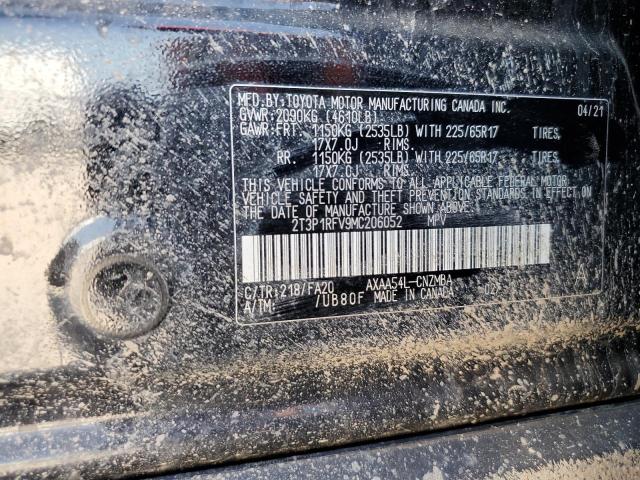 MFD. BY: TOYOTA MOTOR MANUFACTURING CANADA INC. 04/21
GVWR: 2090KG (4610LB)
GAWR: FRT. 1150KG (2535LB) WITH 225/65R17 TIRES.
17X7.0J RIMS.
RR. 1150KG (2535LB) WITH 225/65R17 TIRES.
17X7.0J RIMS.
THIS VEHICLE CONFORMS TO ALL APPLICABLE FEDERAL MOTOR
VEHICLE SAFETY AND THEFT PREVENTION STANDARDS IN EFFECT ON
THE DATE OF MANUFACTURE SHOWN ABOVE.
2T3P1RFV9MC206052 MPV
C/TR: 218/FA20 AXAA54L-CNZMBA A
A/TM: /UB80F MADE IN CANADA